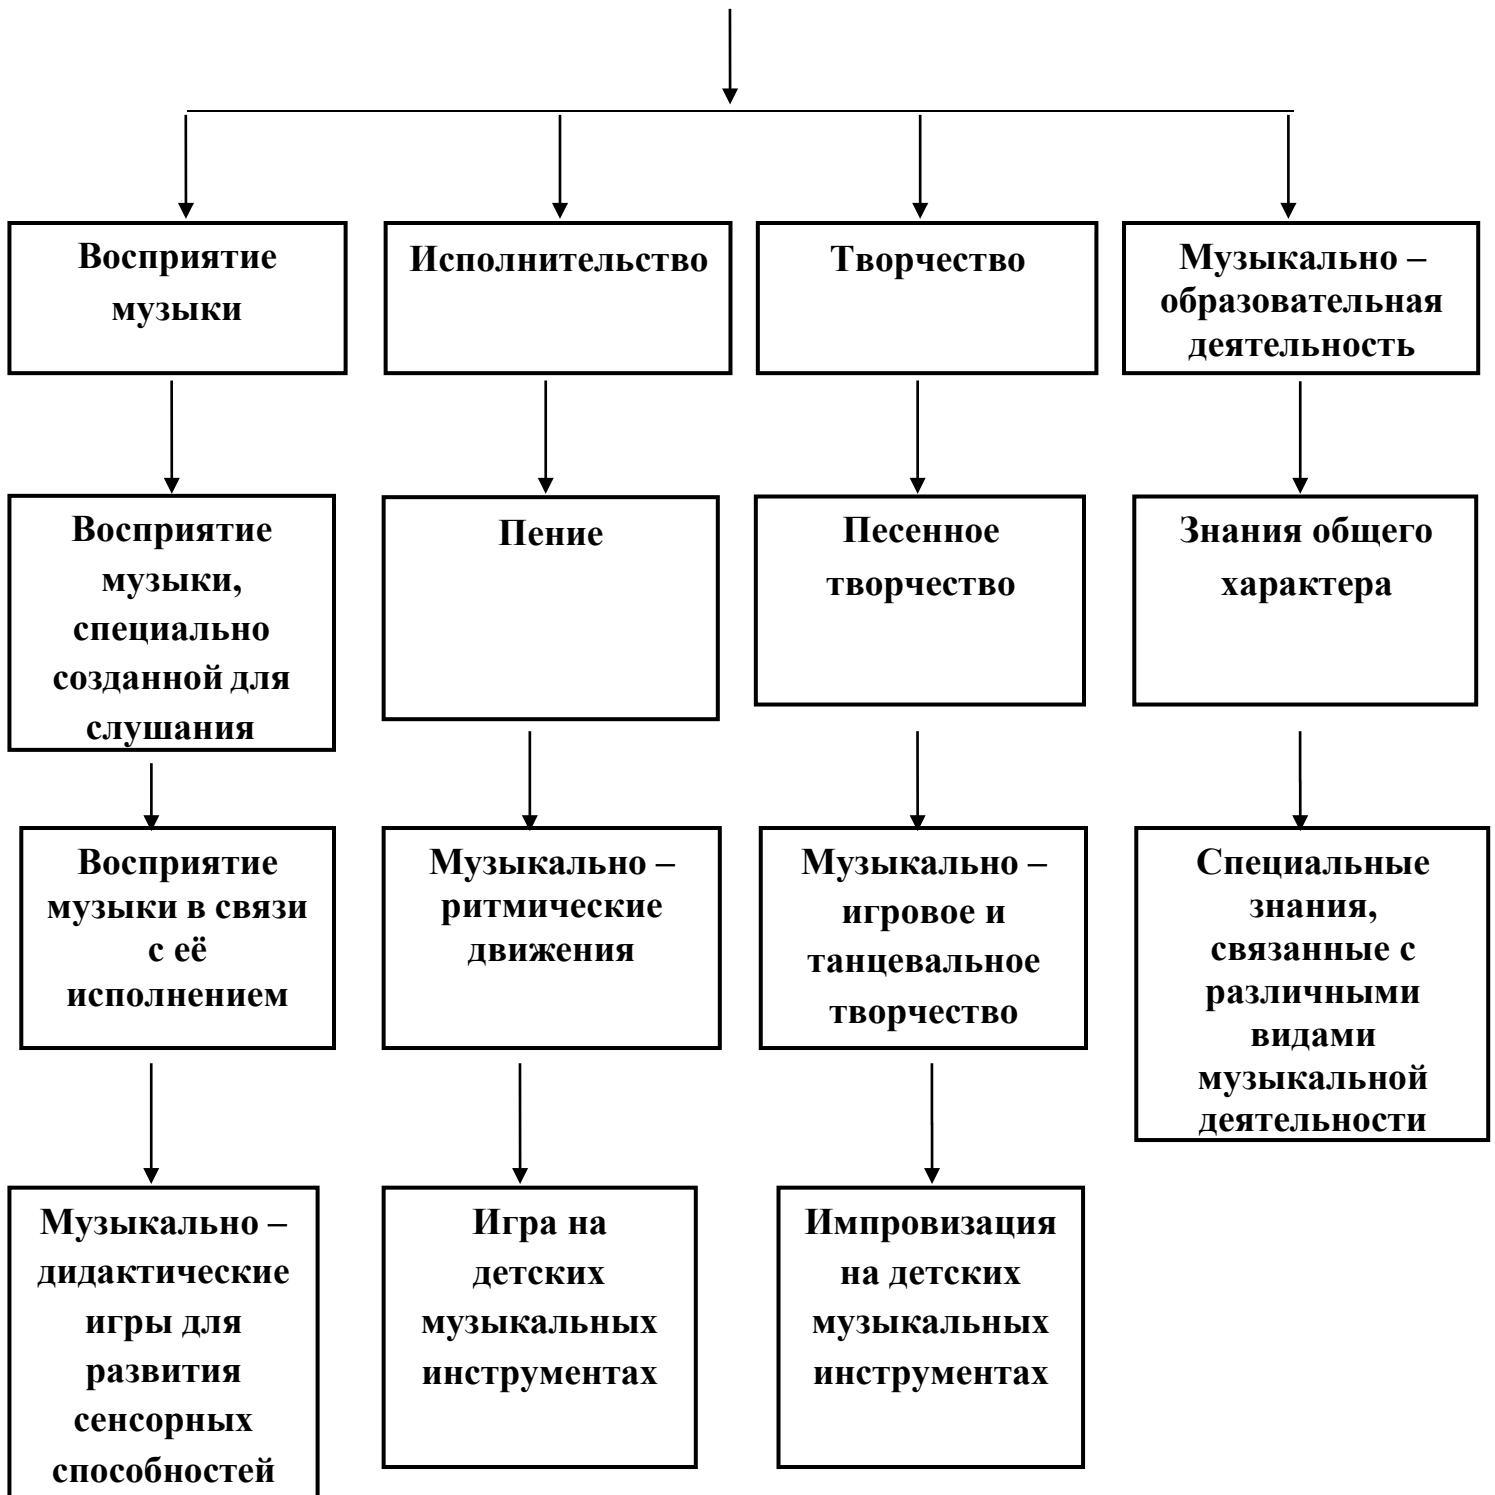 Восприятие
музыки
Исполнительство
Творчество
Музыкально –
образовательная
деятельность
Восприятие
музыки,
специально
созданной для
слушания
Пение
Песенное
творчество
Знания общего
характера
Восприятие
музыки в связи
с её
исполнением
Музыкально –
ритмические
движения
Музыкально –
игровое и
танцевальное
творчество
Специальные
знания,
связанные с
различными
видами
музыкальной
деятельности
Музыкально –
дидактические
игры для
развития
сенсорных
способностей
Игра на
детских
музыкальных
инструментах
Импровизация
на детских
музыкальных
инструментах